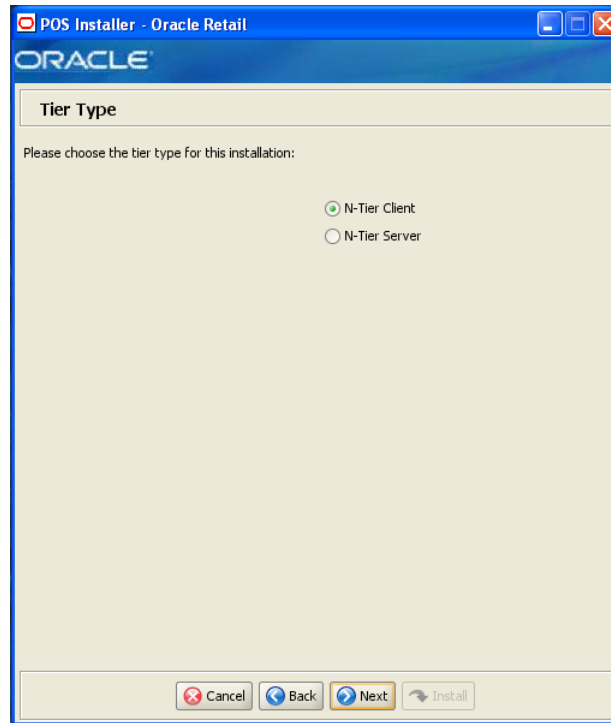 POS Installer - Oracle Retail
ORACLE
Tier Type
Please choose the tier type for this installation:
N-Tier Client
N-Tier Server
Cancel Back Next Install